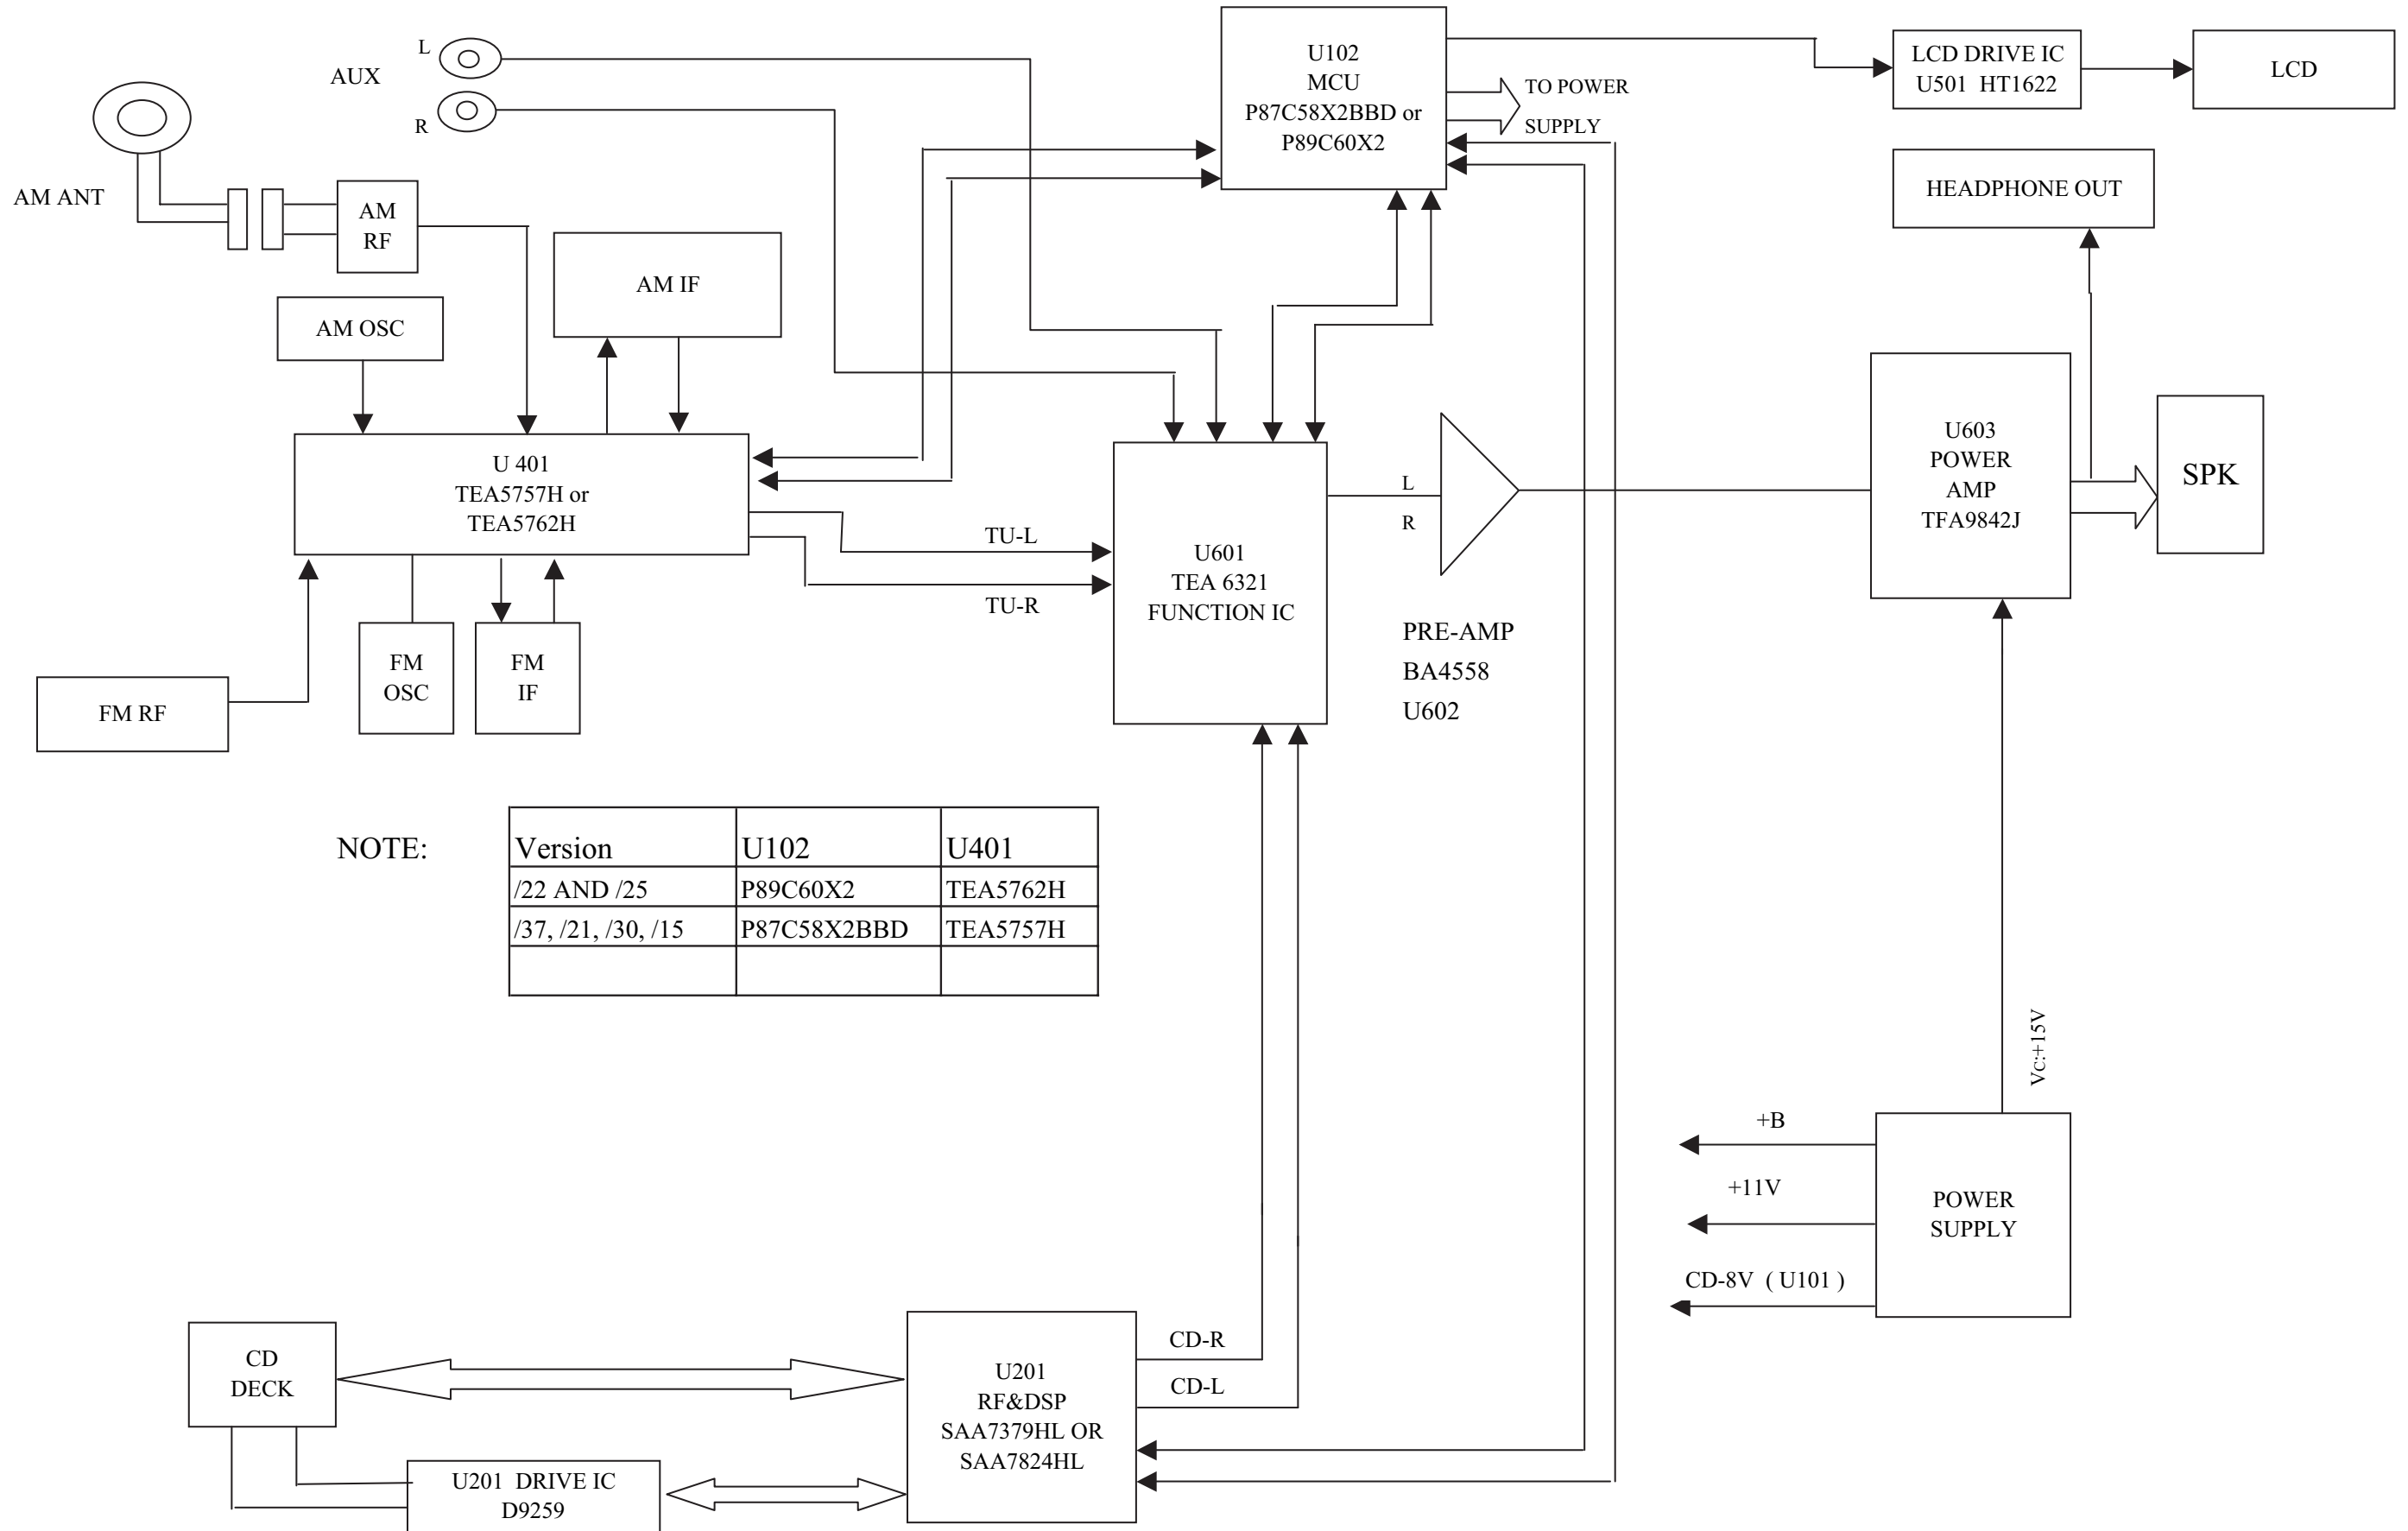 L
AUX
R
AM ANT
AM
RF
AM OSC
AM IF
U102
MCU
P87C58X2BBD or
P89C60X2
TO POWER
SUPPLY
LCD DRIVE IC
U501 HT1622
LCD
HEADPHONE OUT
U 401
TEA5757H or
TEA5762H
TU-L
TU-R
FM RF
FM
OSC
FM
IF
U601
TEA 6321
FUNCTION IC
L
R
PRE-AMP
BA4558
U602
U603
POWER
AMP
TFA9842J
SPK
NOTE:
Version U102 U401
/22 AND /25 P89C60X2 TEA5762H
/37, /21, /30, /15 P87C58X2BBD TEA5757H
Vc:+15V
+B
+11V
CD-8V ( U101 )
POWER
SUPPLY
CD
DECK
U201 DRIVE IC
D9259
U201
RF&DSP
SAA7379HL OR
SAA7824HL
CD-R
CD-L